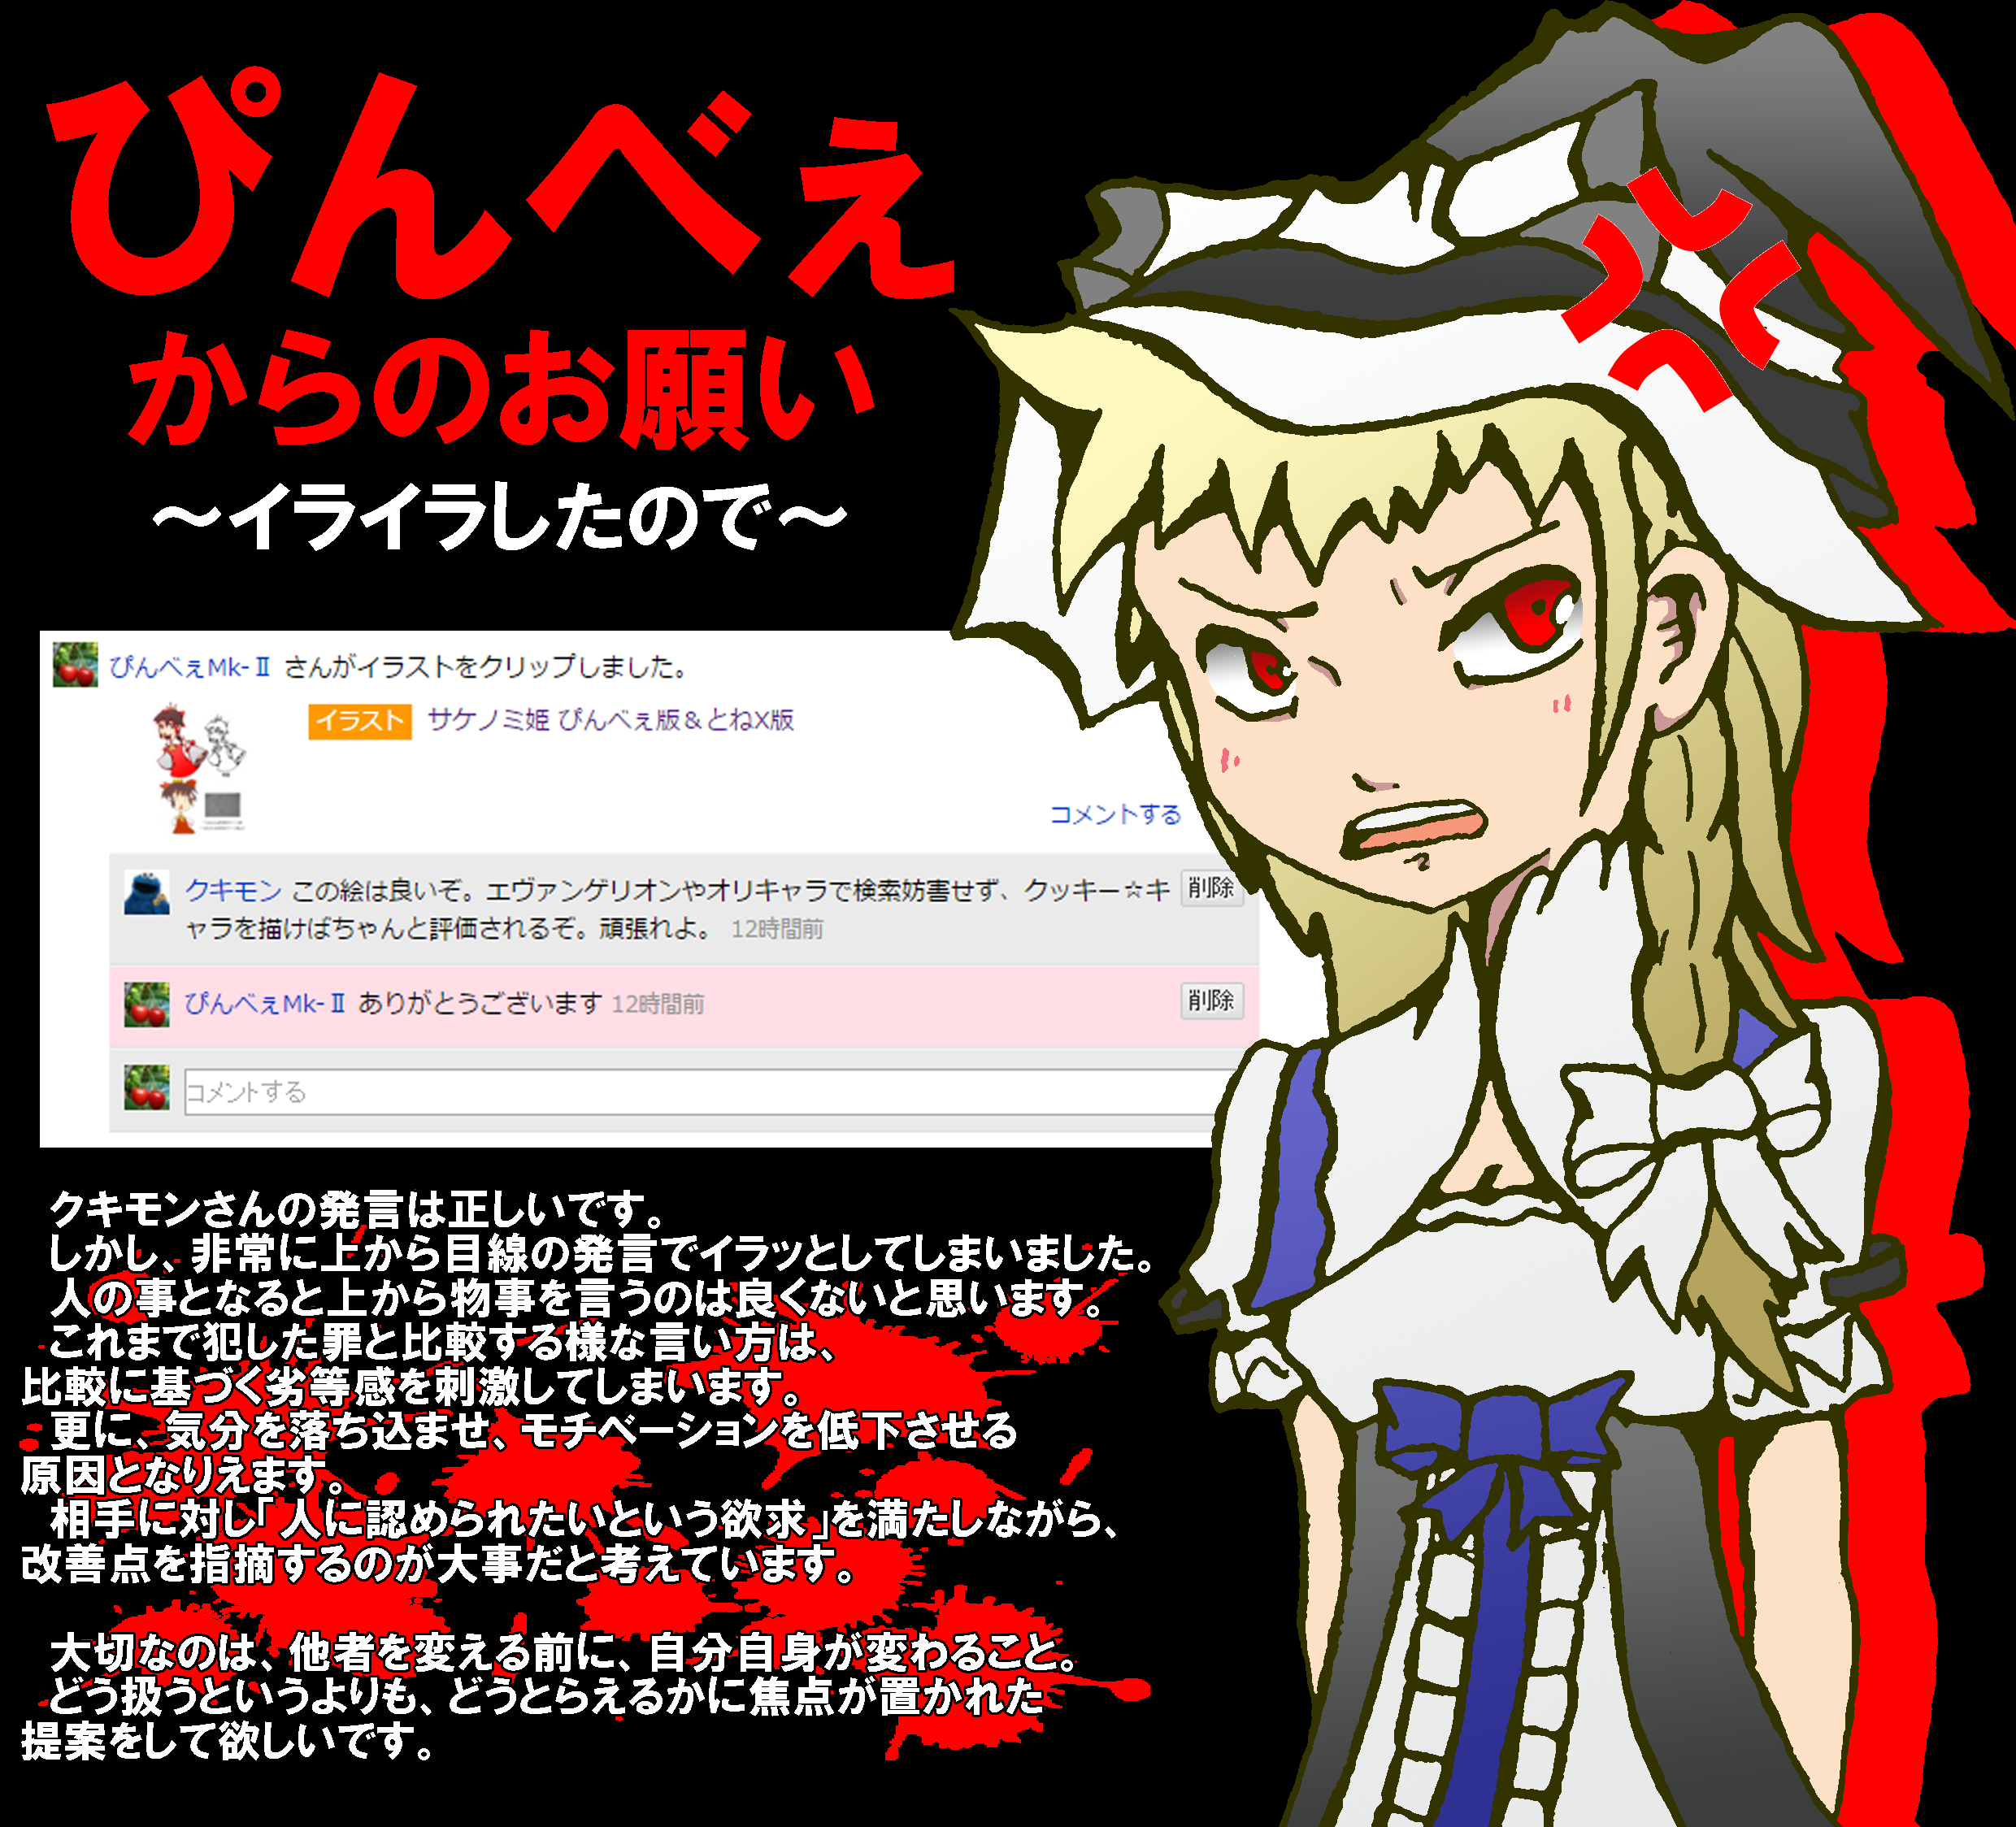 ぴんべぇ
からのお願い
～イライラしたので～
ぴんべぇMk-Ⅱ さんがイラストをクリップしました。
イラスト サケノミ姫 ぴんべぇ版＆とねX版
コメントする
クキモン この絵は良いぞ。エヴァンゲリオンやオリキャラで検索妨害せず、クッキー☆キ 削除
ャラを描けばちゃんと評価されるぞ。頑張れよ。 12時間前
ぴんべぇMk-Ⅱ ありがとうございます 12時間前 削除
コメントする
クキモンさんの発言は正しいです。
しかし、非常に上から目線の発言でイラッとしてしまいました。
人の事となると上から物事を言うのは良くないと思います。
これまで犯した罪と比較する様な言い方は、
比較に基づく劣等感を刺激してしまいます。
更に、気分を落ち込ませ、モチベーションを低下させる
原因となりえます。
相手に対し「人に認められたいという欲求」を満たしながら、
改善点を指摘するのが大事だと考えています。
大切なのは、他者を変える前に、自分自身が変わること。
どう扱うというよりも、どうとらえるかに焦点が置かれた
提案をして欲しいです。